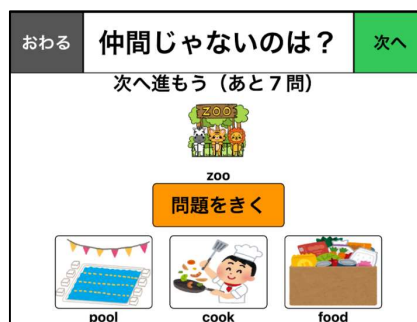 おわる
仲間じゃないのは？
次へ
次へ進もう（あと７問）
ZOO
zoo
問題をきく
pool
cook
food